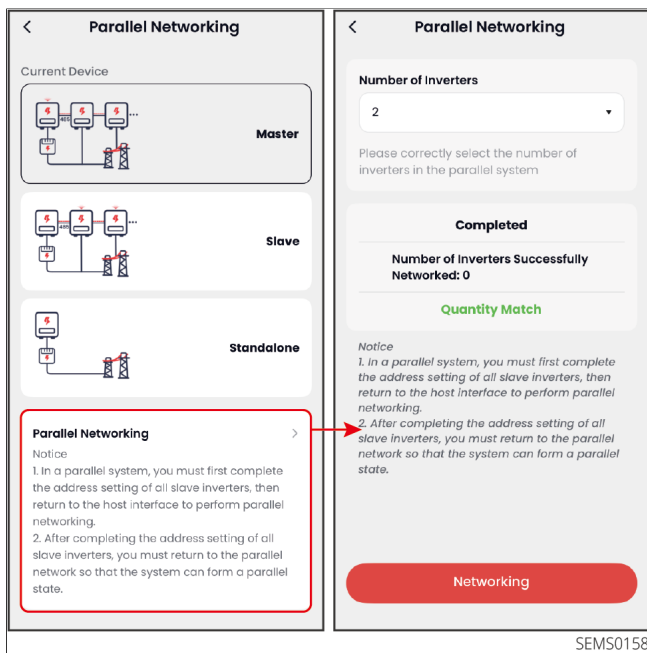 Parallel Networking
Current Device
485
Master
485
Slave
Standalone
Parallel Networking
Notice
1. In a parallel system, you must first complete
the address setting of all slave inverters, then
return to the host interface to perform parallel
networking.
2. After completing the address setting of all
slave inverters, you must return to the parallel
network so that the system can form a parallel
state.
Parallel Networking
Number of Inverters
2
Please correctly select the number of
inverters in the parallel system
Completed
Number of Inverters Successfully
Networked: 0
Quantity Match
Notice
1. In a parallel system, you must first complete
the address setting of all slave inverters, then
return to the host interface to perform parallel
networking.
2. After completing the address setting of all
slave inverters, you must return to the parallel
network so that the system can form a parallel
state.
Networking
SEMS0158